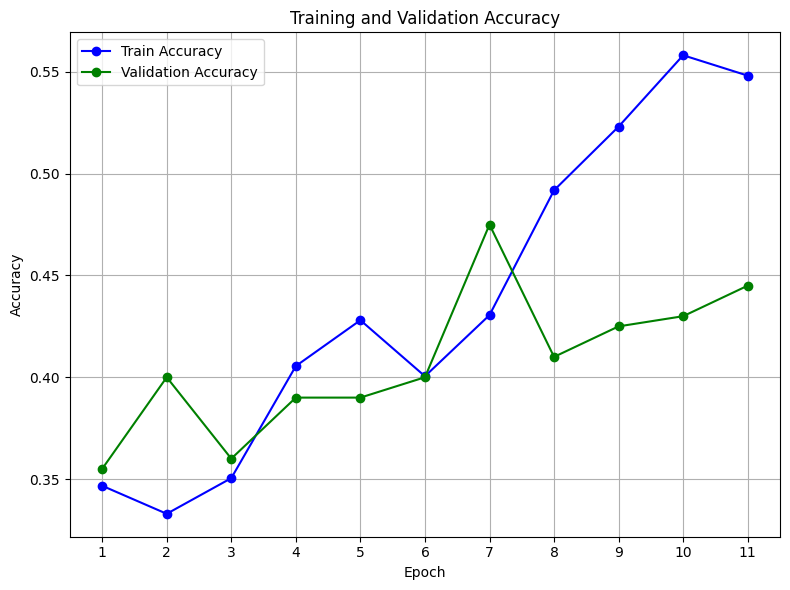 Training and Validation Accuracy
Train Accuracy
Validation Accuracy
Accuracy
0.55
0.50
0.45
0.40
0.35
1 2 3 4 5 6 7 8 9 10 11
Epoch